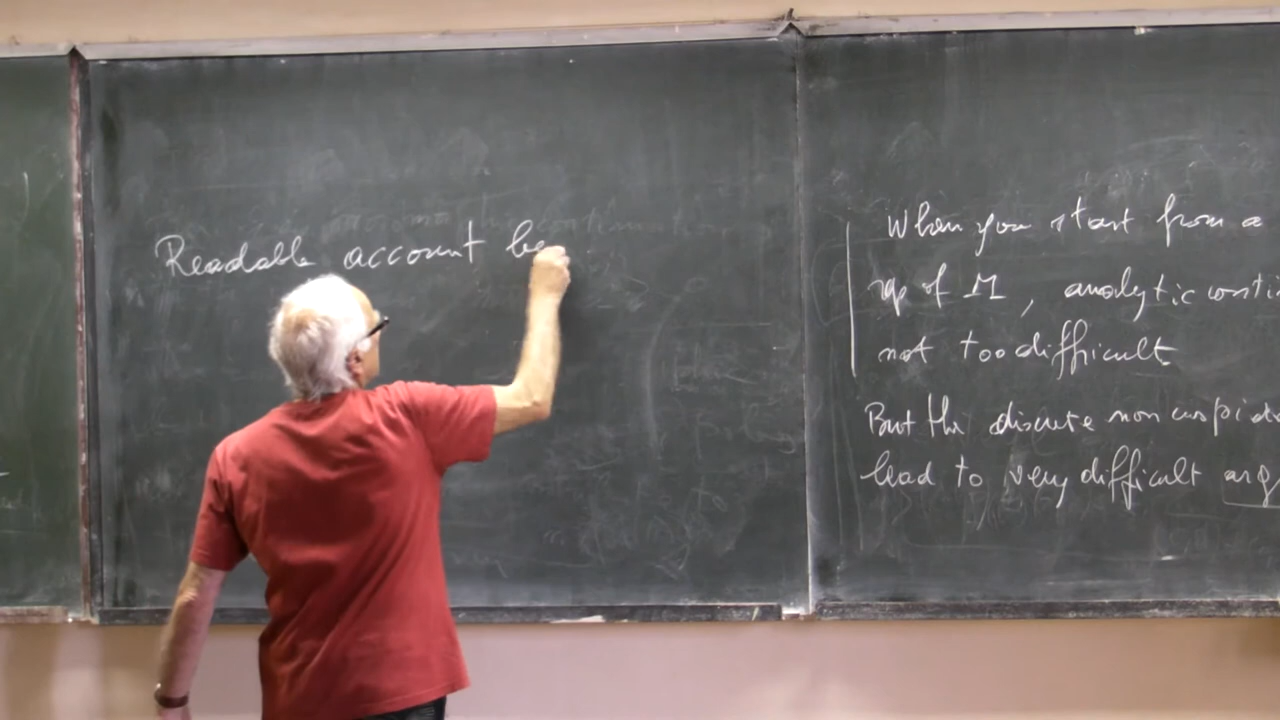 Readable account be
When you start from a
rep of M, analytic conti
not too difficult
But the discrete non cuspida
lead to very difficult arg